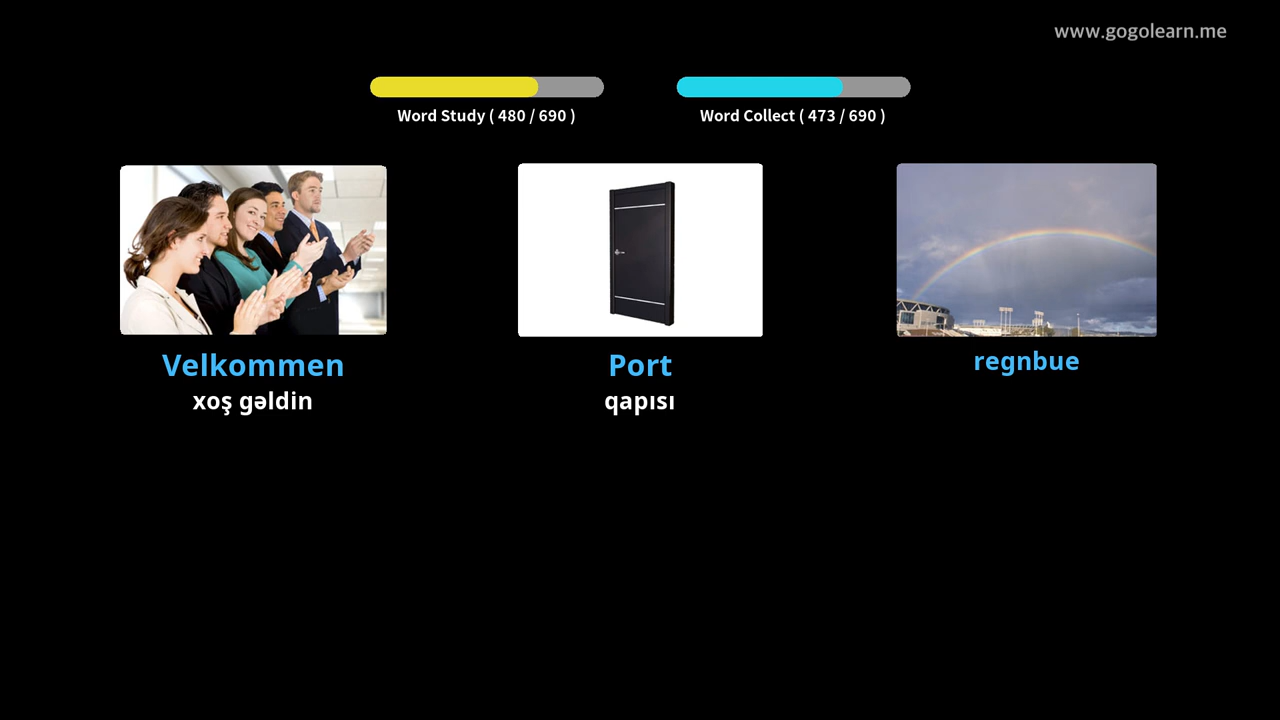 www.gogolearn.me
Word Study ( 480 / 690 )
Word Collect ( 473 / 690 )
Velkommen
xoş gəldin
Port
qapısı
regnbue